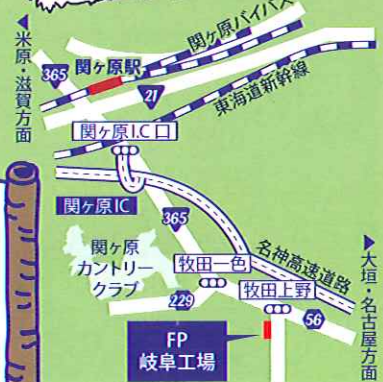 ◀米原・滋賀方面
関ヶ原バイパス
365
関ヶ原駅
21
東海道新幹線
関ヶ原I.C口
関ヶ原IC
365
関ヶ原
カントリー
クラブ
名神高速道路
牧田一色
229
牧田上野
56
▶大垣・名古屋方面
FP
岐阜工場